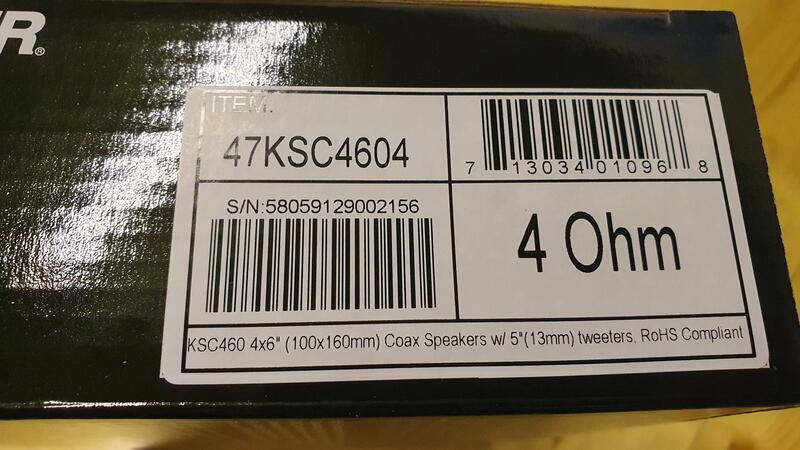 R®
ITEM:
47KSC4604
7 13034 01096 8
S/N:58059129002156
4 Ohm
KSC460 4x6" (100x160mm) Coax Speakers w/ 5"(13mm) tweeters, RoHS Compliant